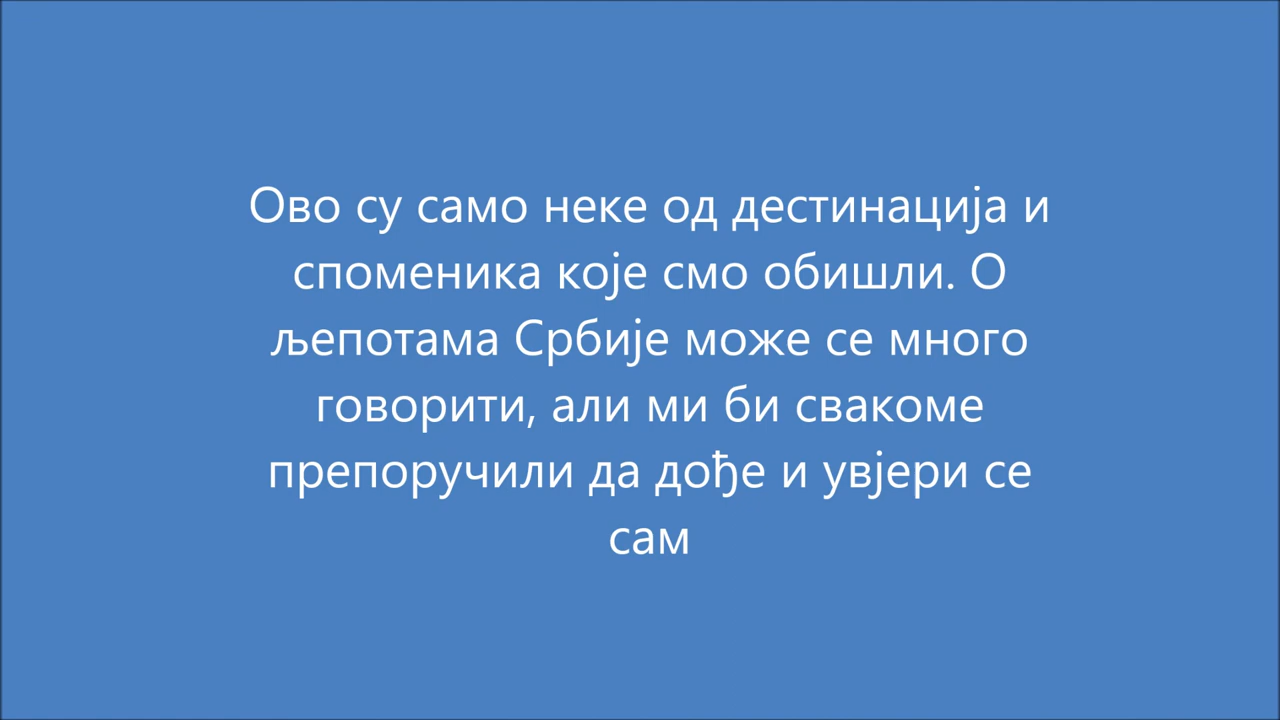 Ово су само неке од дестинација и
споменика које смо обишли. О
љепотама Србије може се много
говорити, али ми би свакоме
препоручили да дође и увјери се
сам